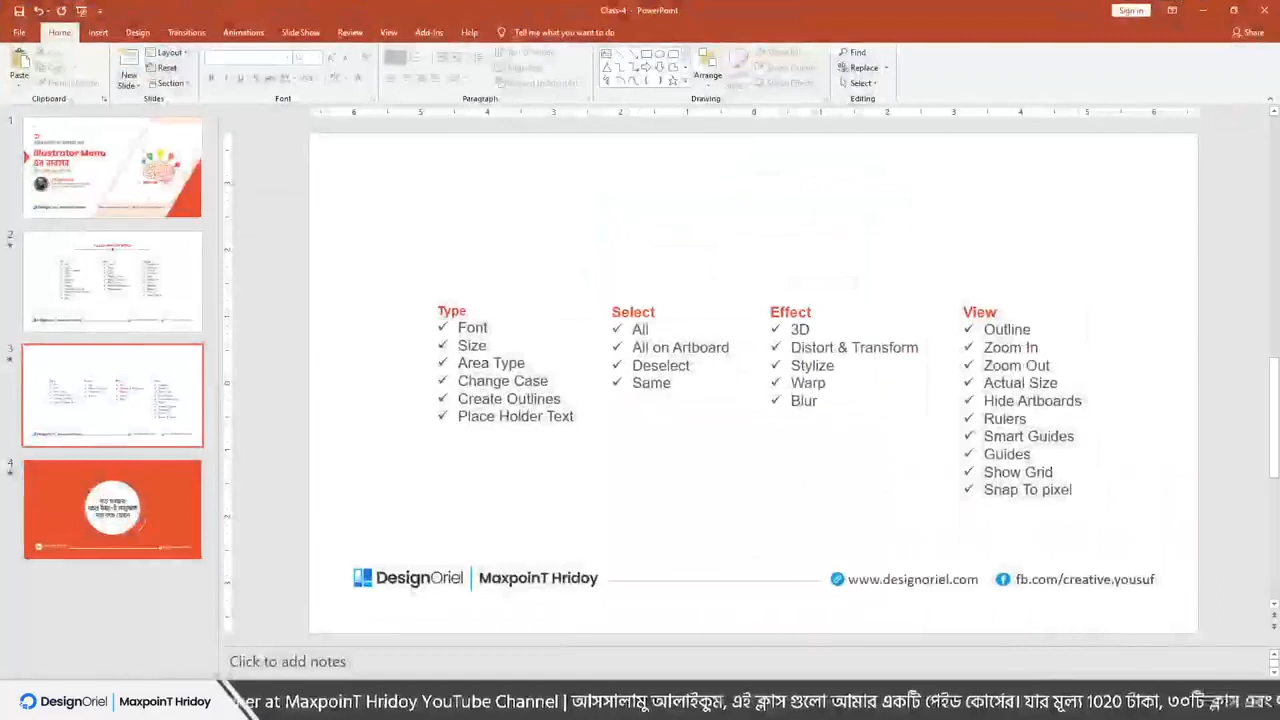 Class-4 - PowerPoint
Sign in
File Home Insert Design Transitions Animations Slide Show Review View Add-ins Help Tell me what you want to do Share
Paste
New Slide
Layout
Reset
Section
Arrange
Find
Replace
Select
Clipboard Slides Font Paragraph Drawing Editing
1
Illustrator Menu
2
3
4
Type
✓ Font
✓ Size
✓ Area Type
✓ Change Case
✓ Create Outlines
✓ Place Holder Text
Select
✓ All
✓ All on Artboard
✓ Deselect
✓ Same
Effect
✓ 3D
✓ Distort & Transform
✓ Stylize
✓ Warp
✓ Blur
View
✓ Outline
✓ Zoom In
✓ Zoom Out
✓ Actual Size
✓ Hide Artboards
✓ Rulers
✓ Smart Guides
✓ Guides
✓ Show Grid
✓ Snap To pixel
DesignOriel | MaxpoinT Hridoy
www.designoriel.com fb.com/creative.yousuf
Click to add notes
DesignOriel | MaxpoinT Hridoy
er at MaxpoinT Hridoy YouTube Channel | আসসালামু আলাইকুম, এই ক্লাস গুলো আমার একটি পেইড কোর্সের। যার মূল্য 1020 টাকা, ৩০টি ক্লাস এবং